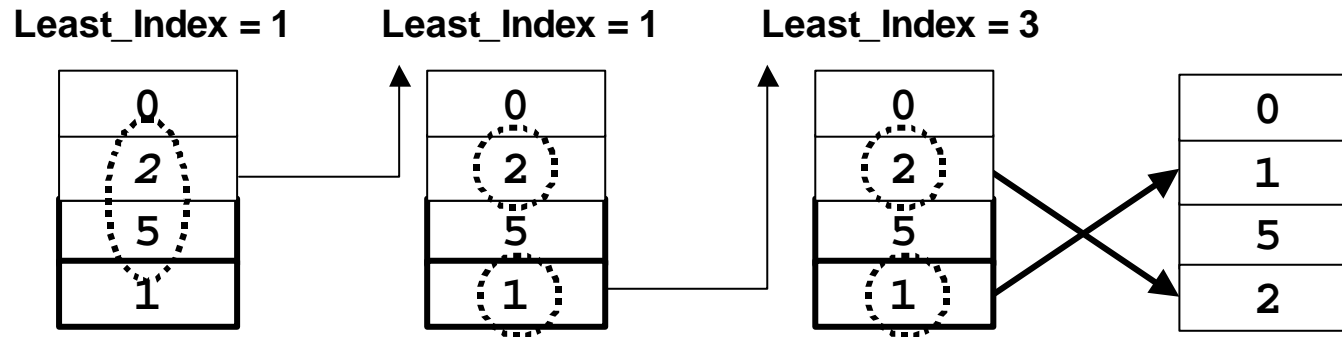 Least_Index = 1 Least_Index = 1 Least_Index = 3
0 0 0 0
2 2 2 1
5 5 5 5
1 1 1 2